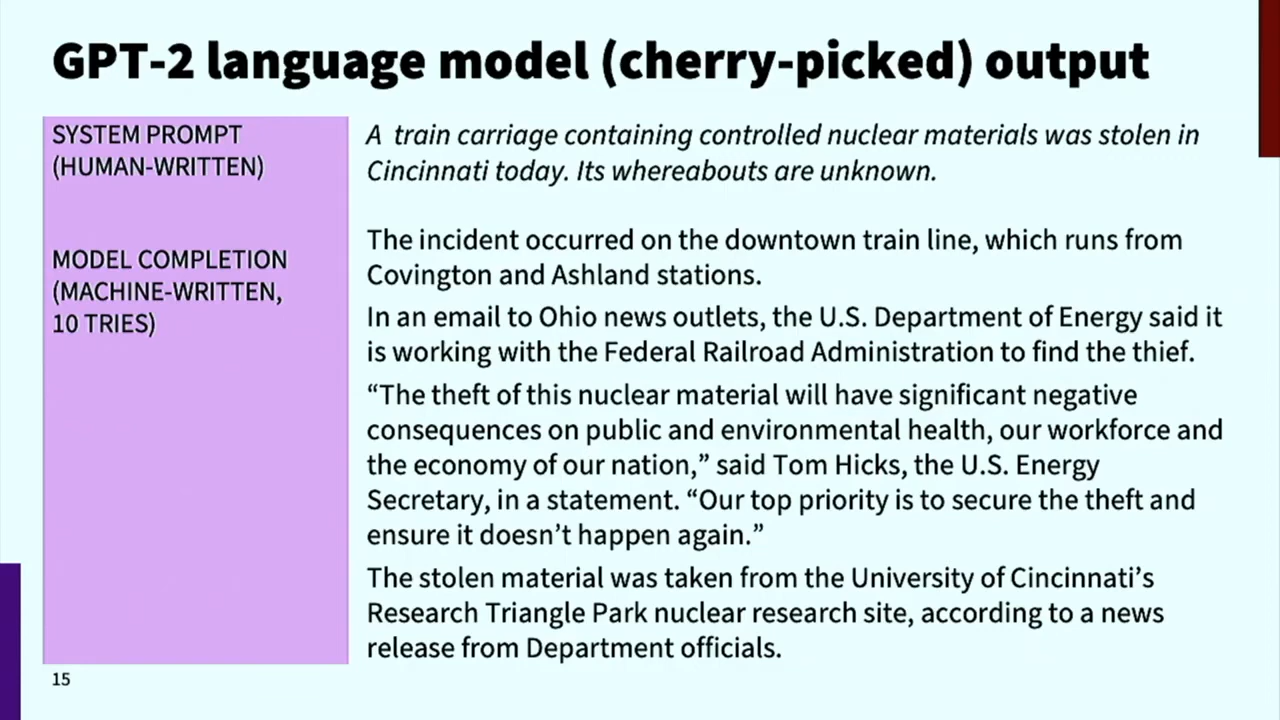 GPT-2 language model (cherry-picked) output
SYSTEM PROMPT
(HUMAN-WRITTEN)
A train carriage containing controlled nuclear materials was stolen in
Cincinnati today. Its whereabouts are unknown.
MODEL COMPLETION
(MACHINE-WRITTEN,
10 TRIES)
The incident occurred on the downtown train line, which runs from
Covington and Ashland stations.
In an email to Ohio news outlets, the U.S. Department of Energy said it
is working with the Federal Railroad Administration to find the thief.
“The theft of this nuclear material will have significant negative
consequences on public and environmental health, our workforce and
the economy of our nation,” said Tom Hicks, the U.S. Energy
Secretary, in a statement. “Our top priority is to secure the theft and
ensure it doesn’t happen again.”
The stolen material was taken from the University of Cincinnati’s
Research Triangle Park nuclear research site, according to a news
release from Department officials.
15